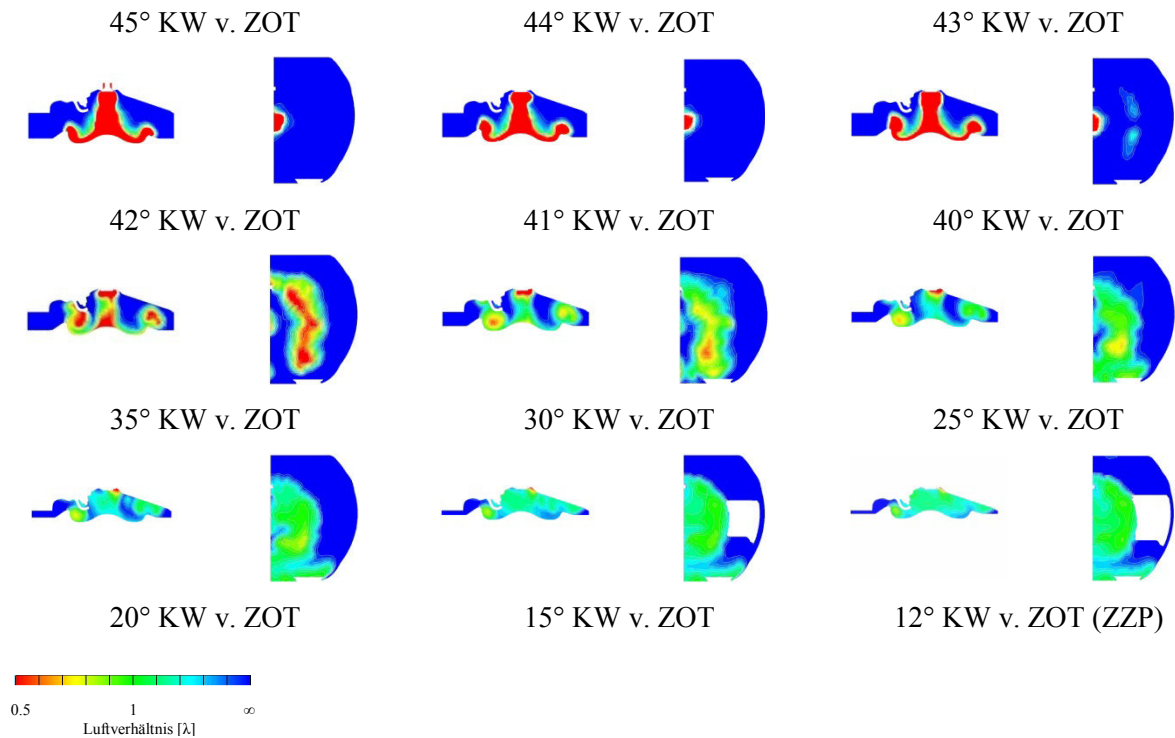 45° KW v. ZOT 44° KW v. ZOT 43° KW v. ZOT
42° KW v. ZOT 41° KW v. ZOT 40° KW v. ZOT
35° KW v. ZOT 30° KW v. ZOT 25° KW v. ZOT
20° KW v. ZOT 15° KW v. ZOT 12° KW v. ZOT (ZZP)
0.5 1 ∞
Luftverhältnis [λ]